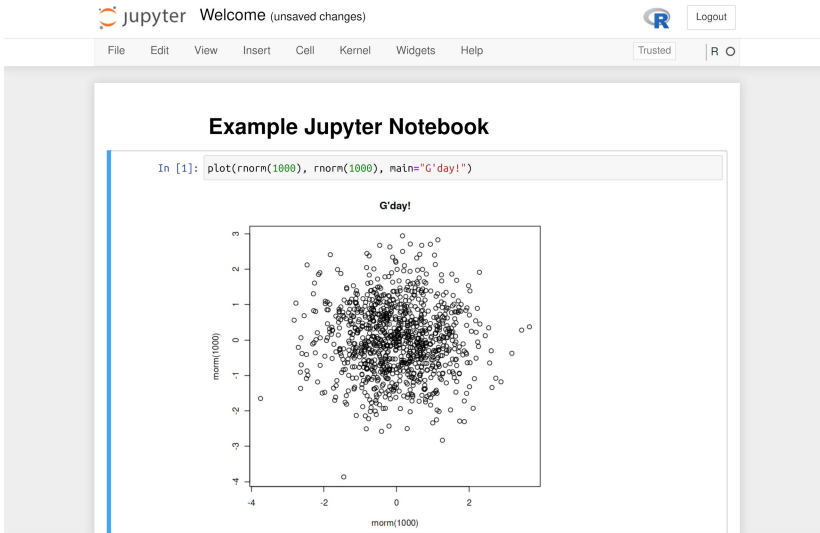 jupyter Welcome (unsaved changes) R Logout
File Edit View Insert Cell Kernel Widgets Help Trusted R
Example Jupyter Notebook
In [1]: plot(rnorm(1000), rnorm(1000), main="G'day!")
G'day!
3
2
1
0
-1
-2
-3
-4
rnorm(1000)
-4 -2 0 2
rnorm(1000)